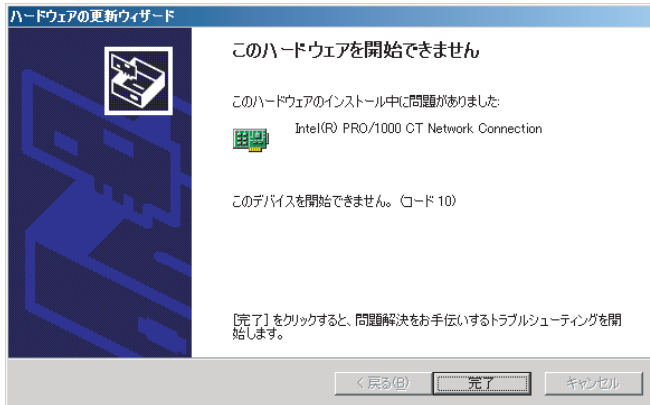 ハードウェアの更新ウィザード
このハードウェアを開始できません
このハードウェアのインストール中に問題がありました:
Intel(R) PRO/1000 CT Network Connection
このデバイスを開始できません。(コード 10)
[完了] をクリックすると、問題解決をお手伝いするトラブルシューティングを開
始します。
< 戻る(B)
完了
キャンセル